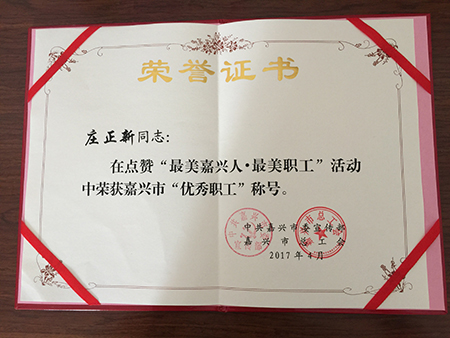 荣誉证书
庄正新同志：
在点赞“最美嘉兴人·最美职工”活动
中荣获嘉兴市“优秀职工”称号。
中共嘉兴市委宣传部
嘉兴市总工会
2017年4月